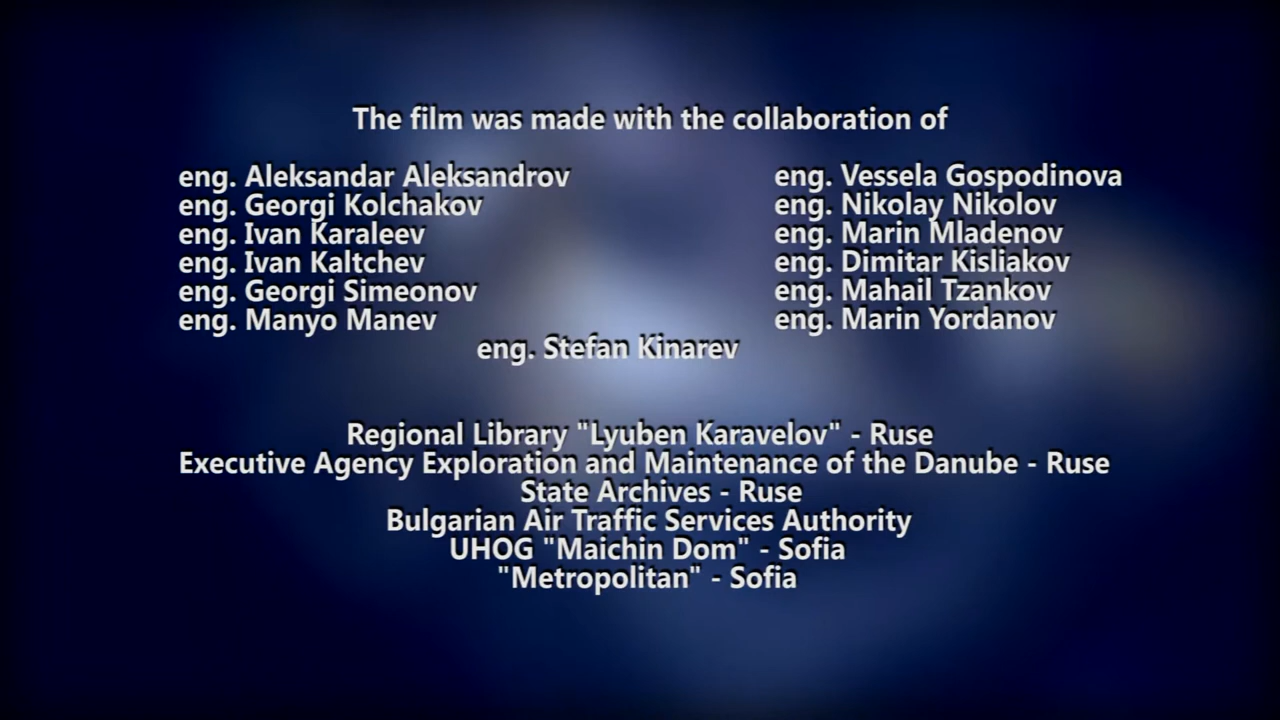 The film was made with the collaboration of
eng. Aleksandar Aleksandrov
eng. Georgi Kolchakov
eng. Ivan Karaleev
eng. Ivan Kaltchev
eng. Georgi Simeonov
eng. Manyo Manev
eng. Vessela Gospodinova
eng. Nikolay Nikolov
eng. Marin Mladenov
eng. Dimitar Kisliakov
eng. Mahail Tzankov
eng. Marin Yordanov
eng. Stefan Kinarev
Regional Library "Lyuben Karavelov" - Ruse
Executive Agency Exploration and Maintenance of the Danube - Ruse
State Archives - Ruse
Bulgarian Air Traffic Services Authority
UHOG "Maichin Dom" - Sofia
"Metropolitan" - Sofia